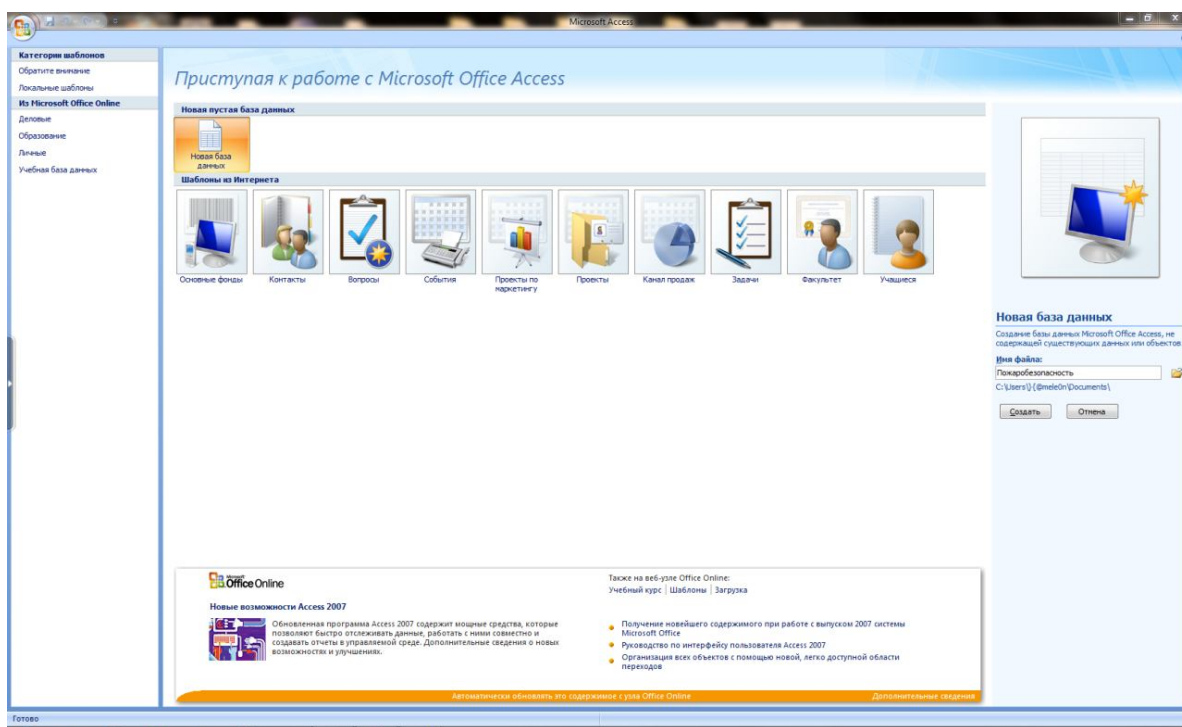 Microsoft Access
Категории шаблонов
Обратите внимание
Локальные шаблоны
Из Microsoft Office Online
Деловые
Образование
Личные
Учебная база данных
Приступая к работе с Microsoft Office Access
Новая пустая база данных
Новая база
данных
Шаблоны из Интернета
Основные фонды
Контакты
Вопросы
События
Проекты по
маркетингу
Проекты
Канал продаж
Задачи
Факультет
Учащиеся
Новая база данных
Создание базы данных Microsoft Office Access, не
содержащей существующих данных или объектов
Имя файла:
Пожаробезопасность
C:\Users\}{@mele0n\Documents\
Создать
Отмена
Microsoft
Office Online
Новые возможности Access 2007
Обновленная программа Access 2007 содержит мощные средства, которые
позволяют быстро отслеживать данные, работать с ними совместно и
создавать отчеты в управляемой среде. Дополнительные сведения о новых
возможностях и улучшениях.
Также на веб-узле Office Online:
Учебный курс | Шаблоны | Загрузка
Получение новейшего содержимого при работе с выпуском 2007 системы
Microsoft Office
Руководство по интерфейсу пользователя Access 2007
Организация всех объектов с помощью новой, легко доступной области
переходов
Автоматически обновлять это содержимое с узла Office Online
Дополнительные сведения
Готово